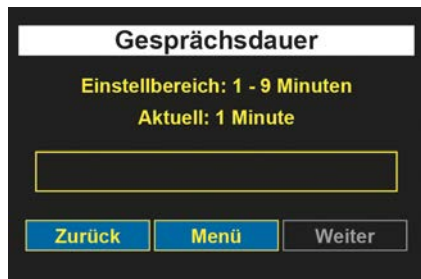 Gesprächsdauer
Einstellbereich: 1 - 9 Minuten
Aktuell: 1 Minute
Zurück Menü Weiter